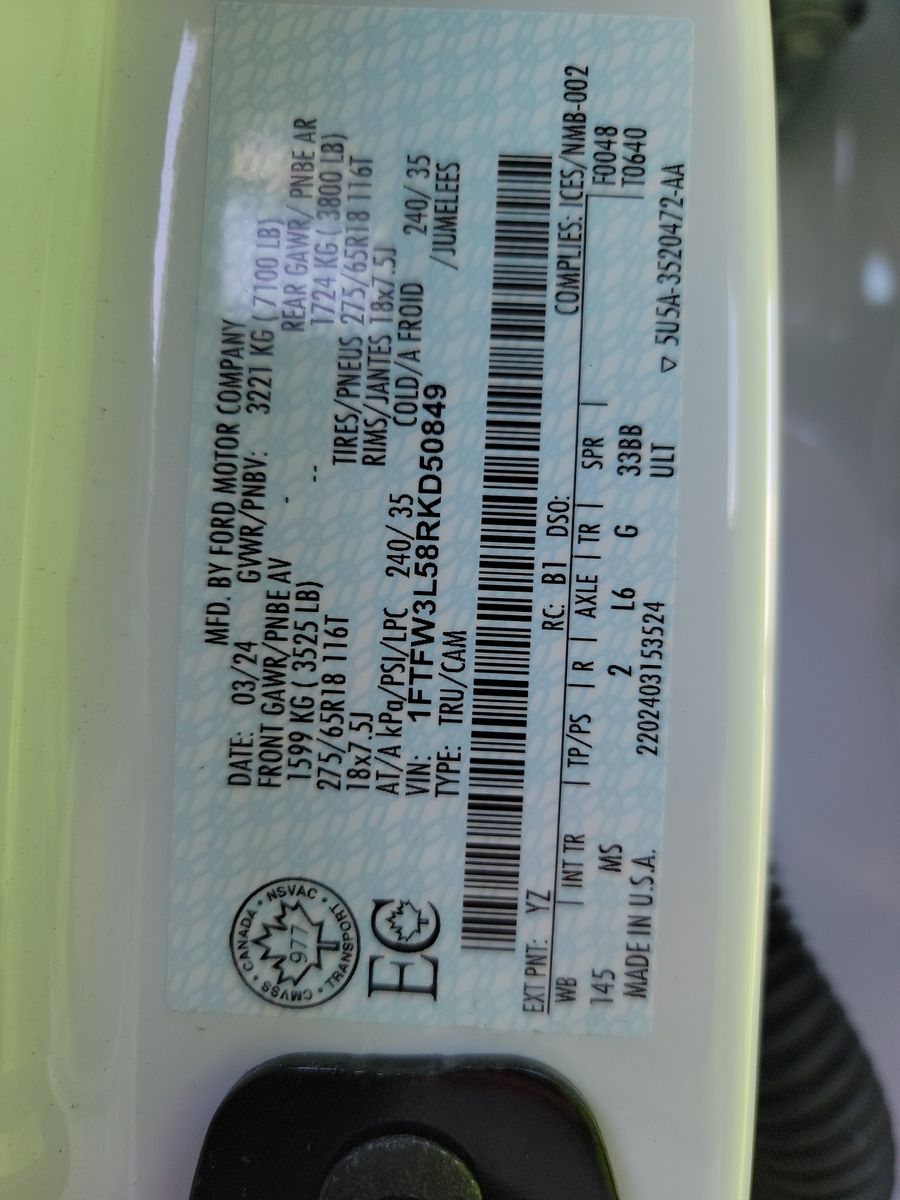 MFD. BY FORD MOTOR COMPANY
DATE: 03/24 GVWR/PNBV: 3221 KG ( 7100 LB)
FRONT GAWR/PNBE AV - REAR GAWR/ PNBE AR
1599 KG ( 3525 LB) -- 1724 KG ( 3800 LB)
275/65R18 116T TIRES/PNEUS 275/65R18 116T
18x7.5J RIMS/JANTES 18x7.5J
AT/A kPa/PSI/LPC 240/ 35 COLD/A FROID 240/ 35
VIN: 1FTFW3L58RKD50849 /JUMELEES
TYPE: TRU/CAM
CANADA • NSVAC • TRANSPORT • CMVSS •
977
EC
EXT PNT: YZ RC: B1 DSO: COMPLIES: ICES/NMB-002
WB | INT TR | TP/PS | R | AXLE | TR | SPR | F0048
145 MS 2 L6 G 33BB T0640
MADE IN U.S.A. 2202403153524 ULT
▽ 5U5A-3520472-AA